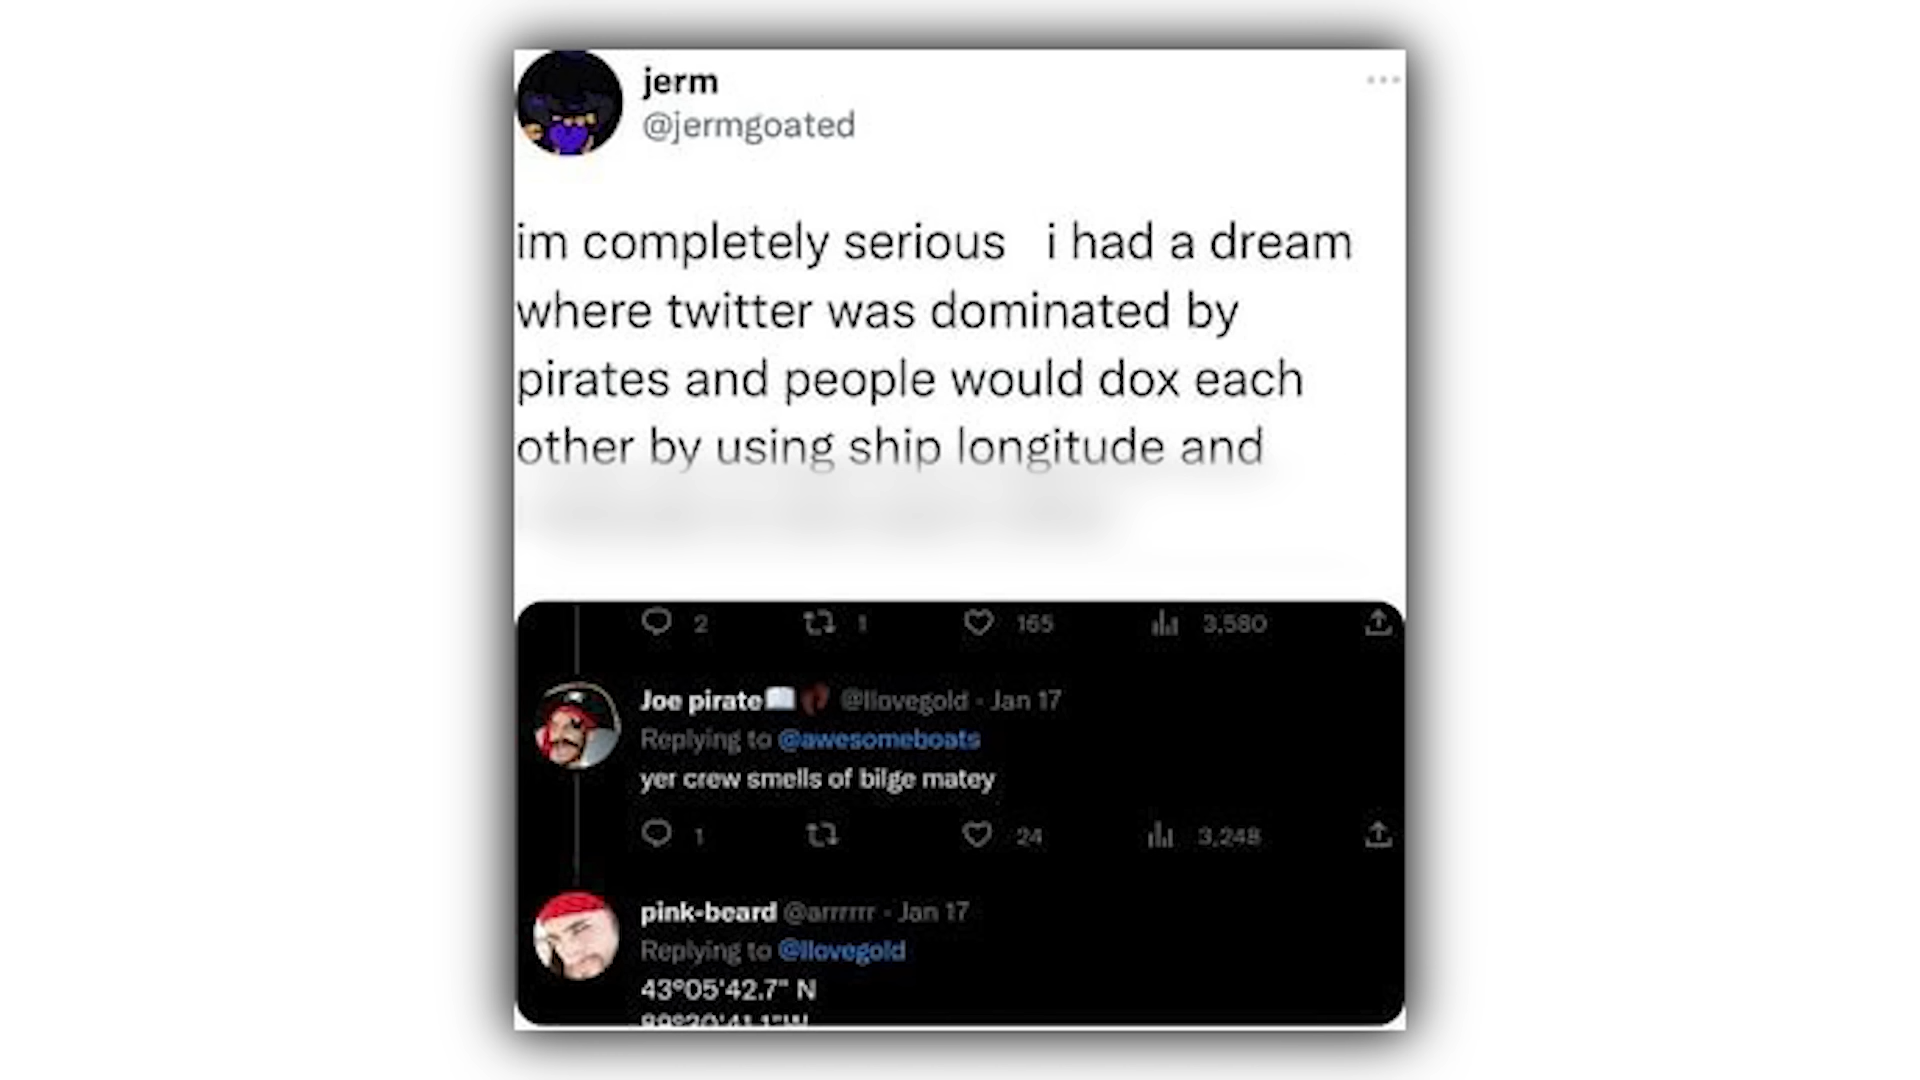 jerm
@jermgoated
im completely serious i had a dream
where twitter was dominated by
pirates and people would dox each
other by using ship longitude and
2 1 165 3,580
Joe pirate @Ilovegold · Jan 17
Replying to @awesomeboats
yer crew smells of bilge matey
1 24 3,248
pink-beard @arrrrrr · Jan 17
Replying to @Ilovegold
43°05'42.7" N